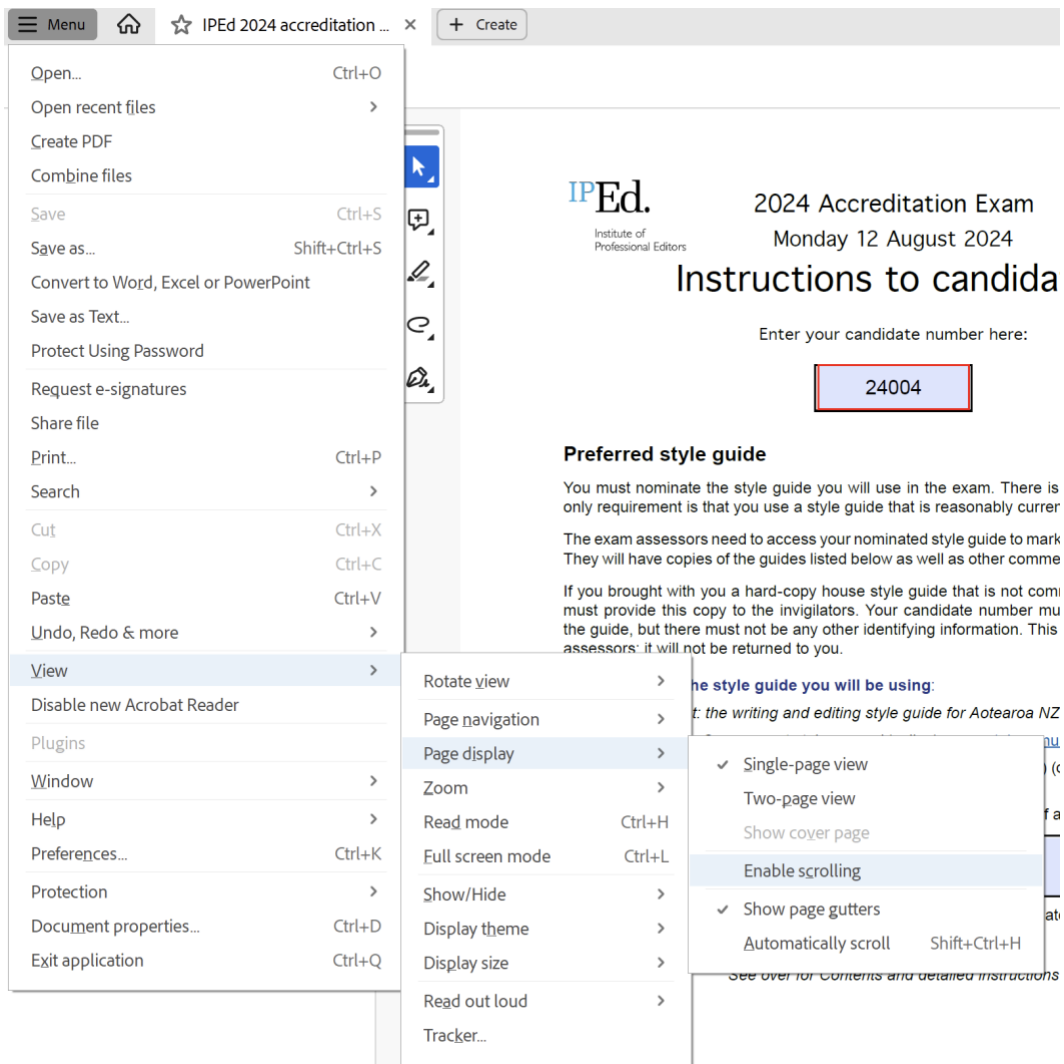 Menu
IPEd 2024 accreditation ...
Create
Open... Ctrl+O
Open recent files
Create PDF
Combine files
Save Ctrl+S
Save as... Shift+Ctrl+S
Convert to Word, Excel or PowerPoint
Save as Text...
Protect Using Password
Request e-signatures
Share file
Print... Ctrl+P
Search
Cut Ctrl+X
Copy Ctrl+C
Paste Ctrl+V
Undo, Redo & more
View
Disable new Acrobat Reader
Plugins
Window
Help
Preferences... Ctrl+K
Protection
Document properties... Ctrl+D
Exit application Ctrl+Q
Rotate view
Page navigation
Page display
Zoom
Read mode Ctrl+H
Full screen mode Ctrl+L
Show/Hide
Display theme
Display size
Read out loud
Tracker...
Single-page view
Two-page view
Show cover page
Enable scrolling
Show page gutters
Automatically scroll Shift+Ctrl+H
IPEd.
Institute of
Professional Editors
2024 Accreditation Exam
Monday 12 August 2024
Instructions to candida
Enter your candidate number here:
24004
Preferred style guide
You must nominate the style guide you will use in the exam. There is
only requirement is that you use a style guide that is reasonably curren
The exam assessors need to access your nominated style guide to mark
They will have copies of the guides listed below as well as other comme
If you brought with you a hard-copy house style guide that is not com
must provide this copy to the invigilators. Your candidate number mu
the guide, but there must not be any other identifying information. This
assessors; it will not be returned to you.
he style guide you will be using:
t: the writing and editing style guide for Aotearoa NZ
See over for Contents and detailed instructions